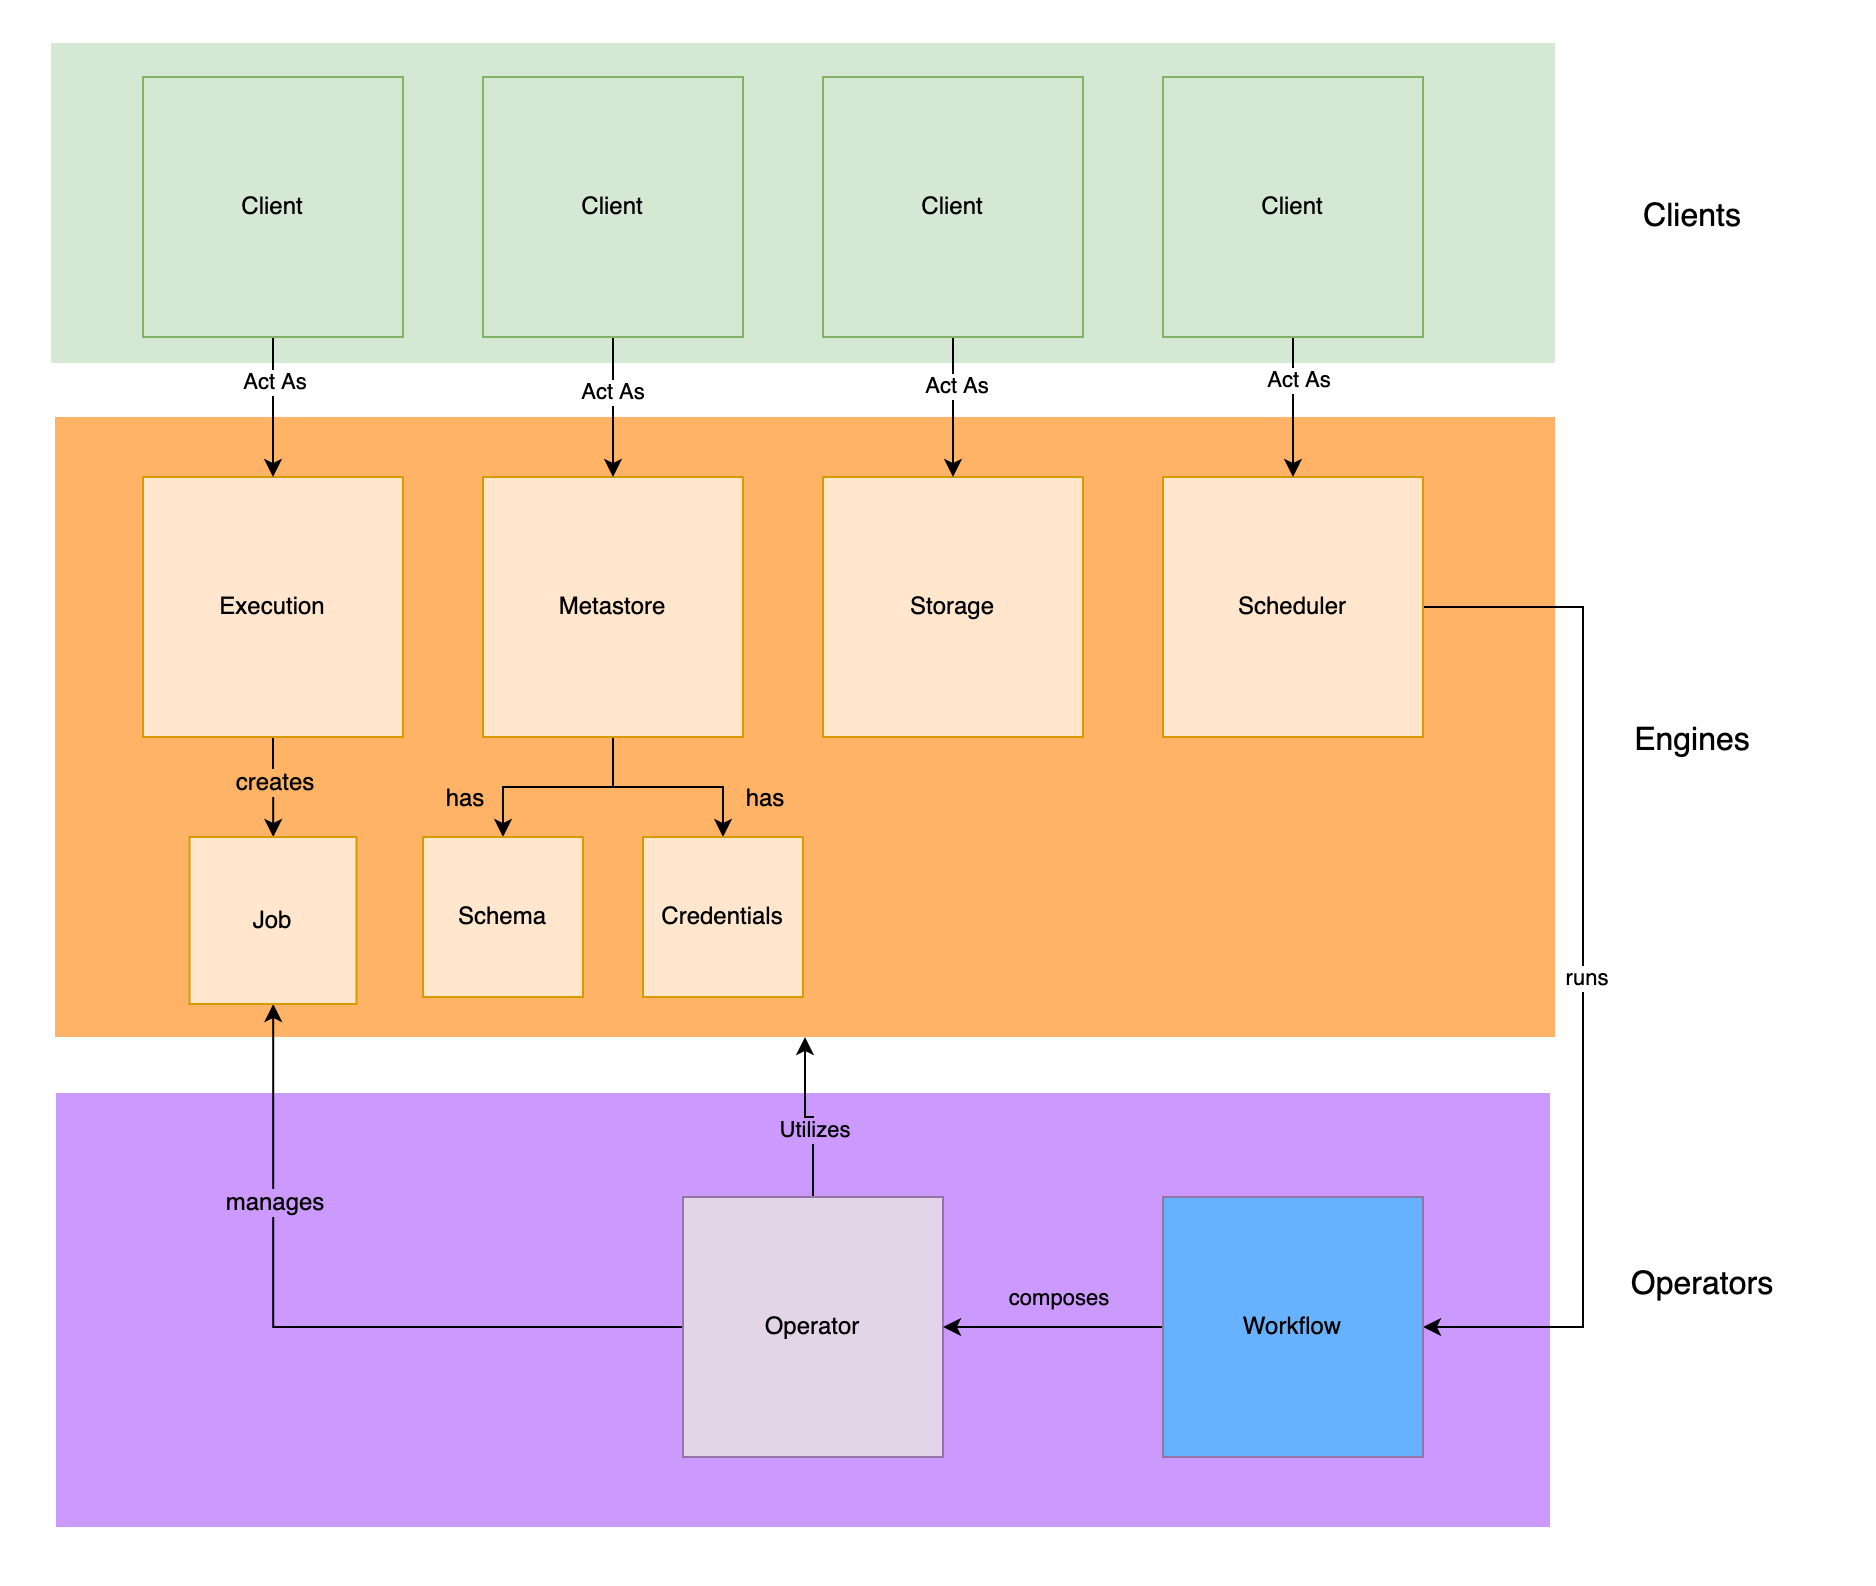 Client
Client
Client
Client
Clients
Act As
Act As
Act As
Act As
Execution
Metastore
Storage
Scheduler
Engines
creates
has
has
Job
Schema
Credentials
runs
Utilizes
manages
composes
Operator
Workflow
Operators